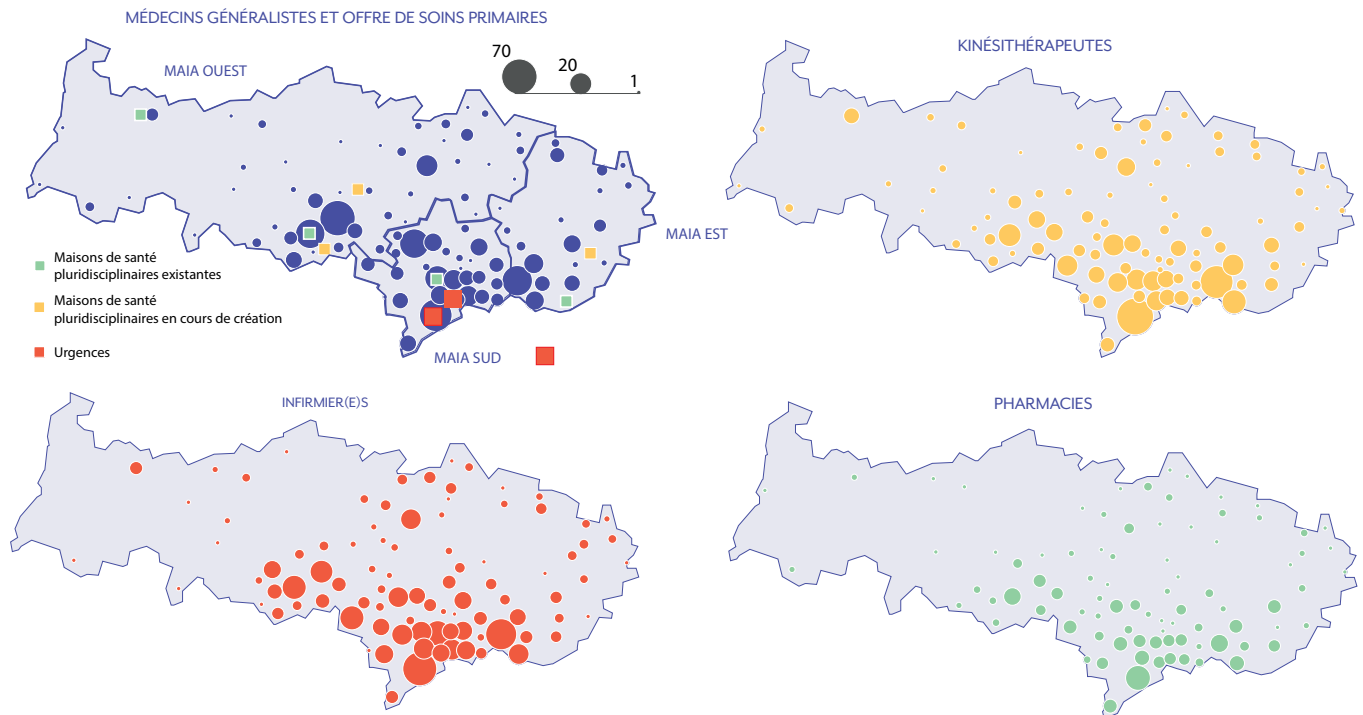 MÉDECINS GÉNÉRALISTES ET OFFRE DE SOINS PRIMAIRES
70
20
1
MAIA OUEST
MAIA EST
MAIA SUD
Maisons de santé
pluridisciplinaires existantes
Maisons de santé
pluridisciplinaires en cours de création
Urgences
KINÉSITHÉRAPEUTES
INFIRMIER(E)S
PHARMACIES